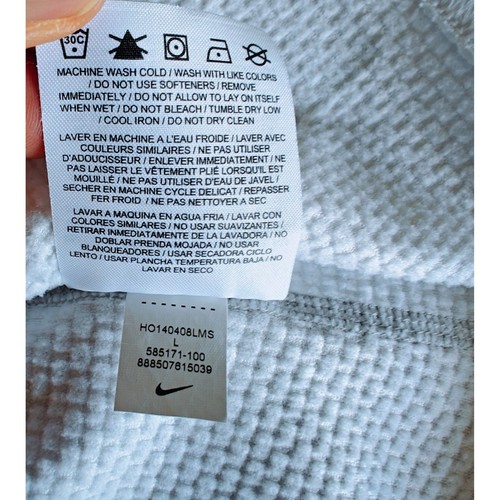 30C
MACHINE WASH COLD / WASH WITH LIKE COLORS
/ DO NOT USE SOFTENERS / REMOVE
IMMEDIATELY / DO NOT ALLOW TO LAY ON ITSELF
WHEN WET / DO NOT BLEACH / TUMBLE DRY LOW
/ COOL IRON / DO NOT DRY CLEAN
LAVER EN MACHINE A L'EAU FROIDE / LAVER AVEC
COULEURS SIMILAIRES / NE PAS UTILISER
D'ADOUCISSEUR / ENLEVER IMMEDIATEMENT / NE
PAS LAISSER LE VÊTEMENT PLIÉ LORSQU'IL EST
MOUILLÉ / NE PAS UTILISER D'EAU DE JAVEL /
SECHER EN MACHINE CYCLE DELICAT / REPASSER
FER FROID / NE PAS NETTOYER A SEC
LAVAR A MAQUINA EN AGUA FRIA / LAVAR CON
COLORES SIMILARES / NO USAR SUAVIZANTES /
RETIRAR INMEDIATAMENTE DE LA LAVADORA / NO
DOBLAR PRENDA MOJADA / NO USAR
BLANQUEADORES / USAR SECADORA CICLO
LENTO / USAR PLANCHA TEMPERATURA BAJA / NO
LAVAR EN SECO
HO140408LMS
L
585171-100
888507615039